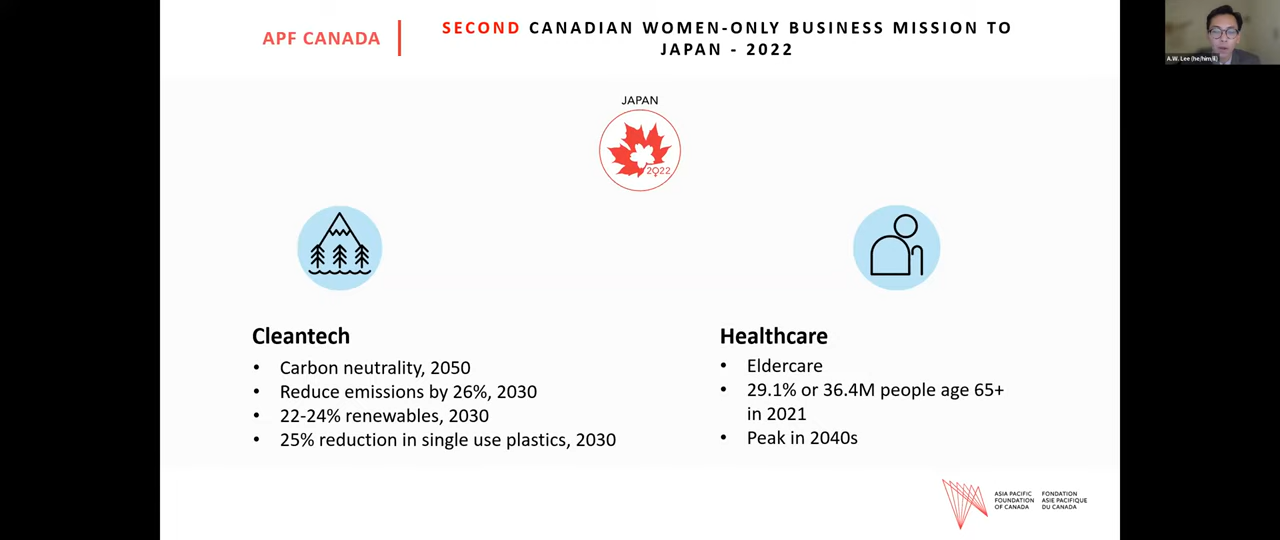 APF CANADA
SECOND CANADIAN WOMEN-ONLY BUSINESS MISSION TO
JAPAN - 2022
A.W. Lee (he/him/il)
JAPAN
2022
Cleantech
• Carbon neutrality, 2050
• Reduce emissions by 26%, 2030
• 22-24% renewables, 2030
• 25% reduction in single use plastics, 2030
Healthcare
• Eldercare
• 29.1% or 36.4M people age 65+
in 2021
• Peak in 2040s
ASIA PACIFIC
FOUNDATION
OF CANADA
FONDATION
ASIE PACIFIQUE
DU CANADA